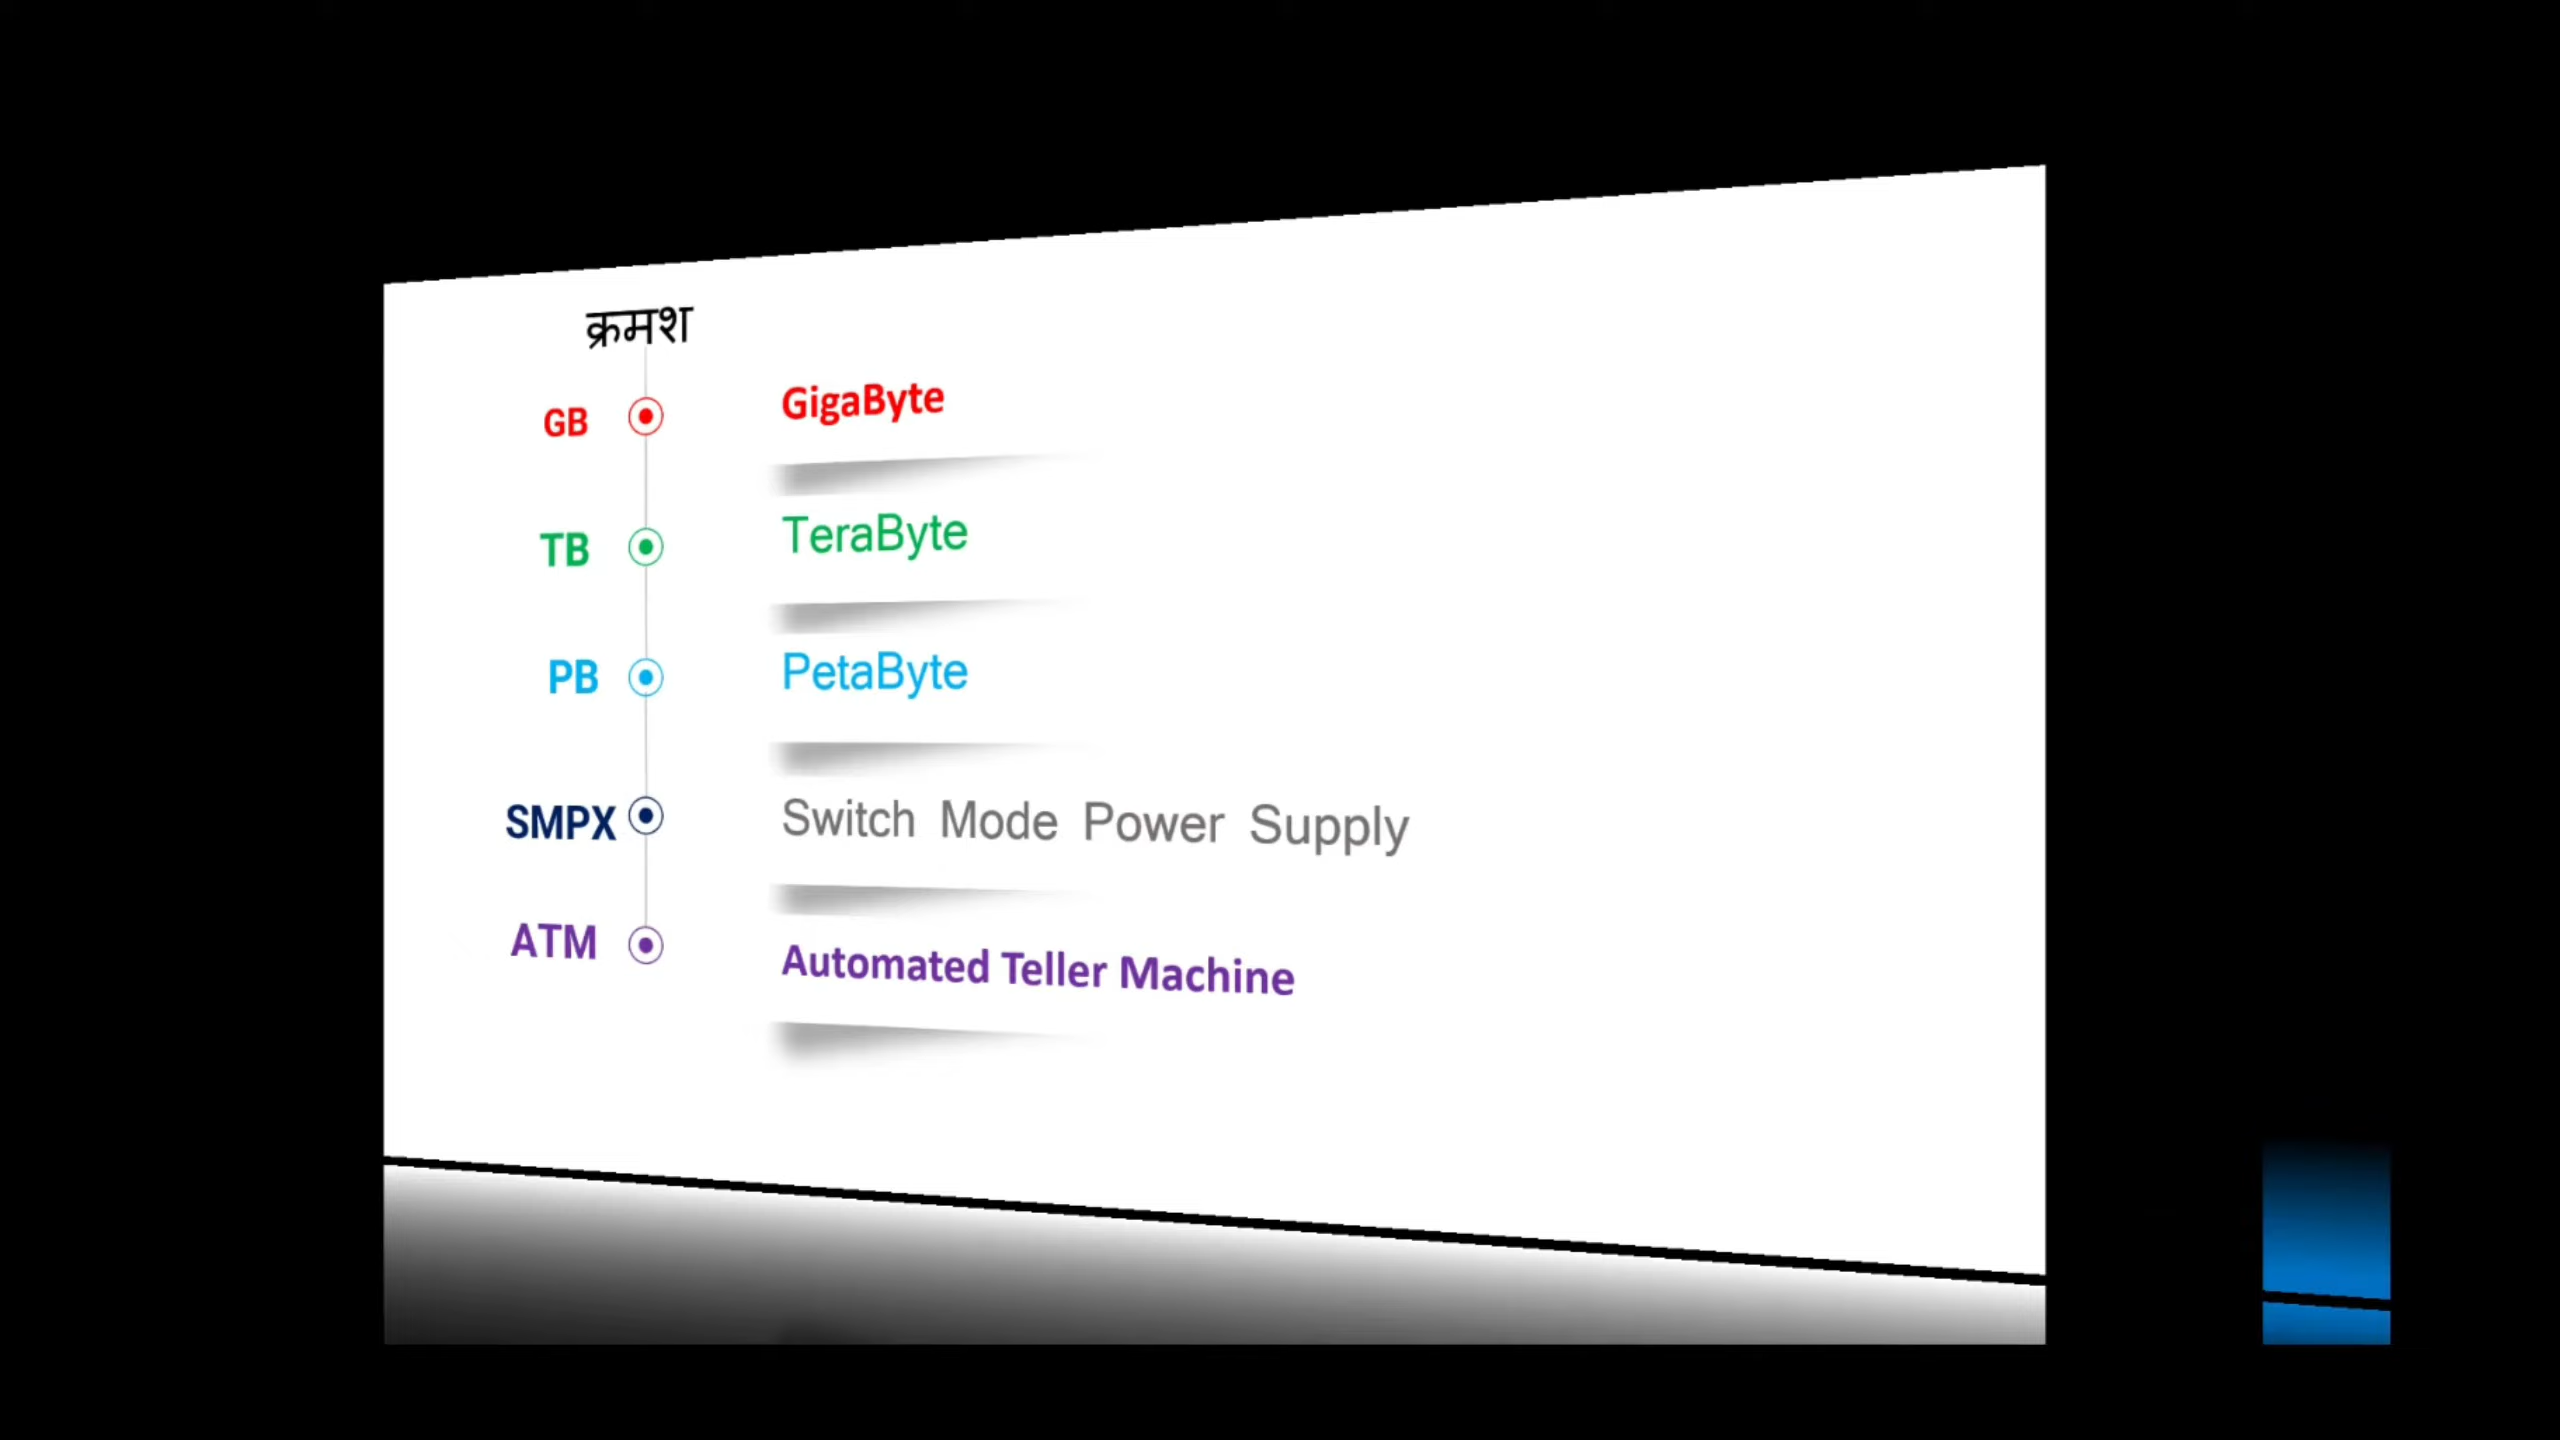 क्रमश
GB GigaByte
TB TeraByte
PB PetaByte
SMPX Switch Mode Power Supply
ATM Automated Teller Machine